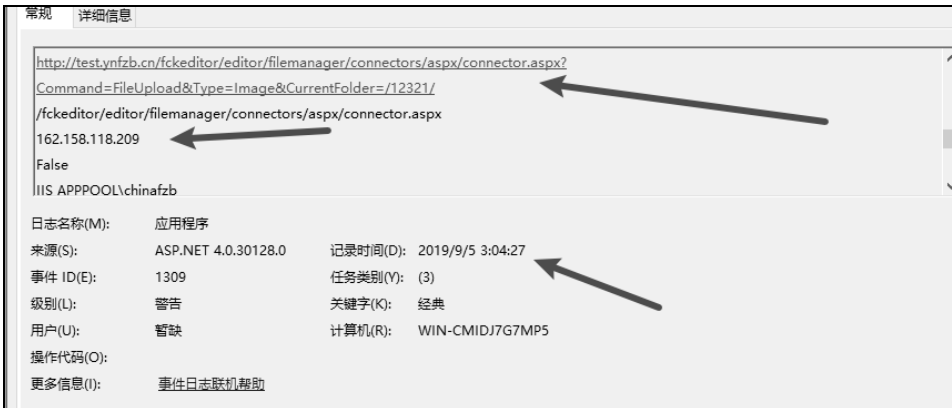 常规 详细信息
http://test.ynfzb.cn/fckeditor/editor/filemanager/connectors/aspx/connector.aspx?
Command=FileUpload&Type=Image&CurrentFolder=/12321/
/fckeditor/editor/filemanager/connectors/aspx/connector.aspx
162.158.118.209
False
IIS APPPOOL\chinafzb
日志名称(M): 应用程序
来源(S): ASP.NET 4.0.30128.0 记录时间(D): 2019/9/5 3:04:27
事件 ID(E): 1309 任务类别(Y): (3)
级别(L): 警告 关键字(K): 经典
用户(U): 暂缺 计算机(R): WIN-CMIDJ7G7MP5
操作代码(O):
更多信息(I): 事件日志联机帮助